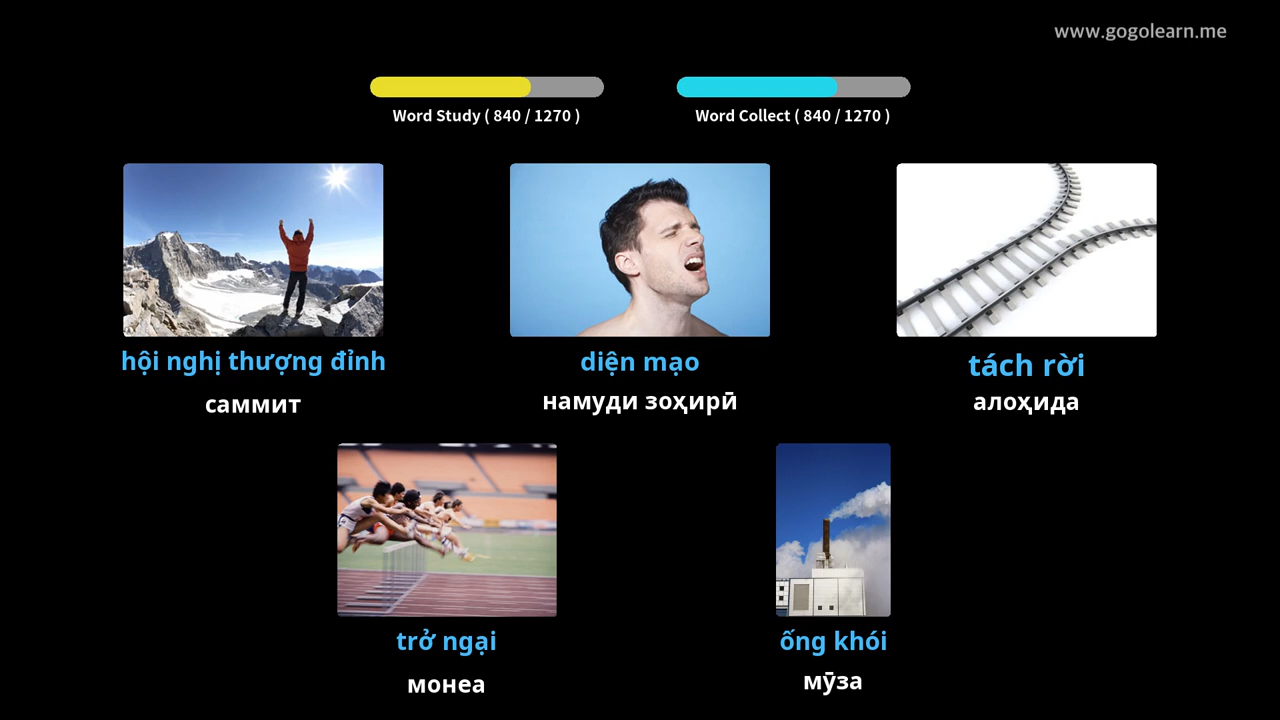 www.gogolearn.me
Word Study ( 840 / 1270 )
Word Collect ( 840 / 1270 )
hội nghị thượng đỉnh
саммит
diện mạo
намуди зоҳирӣ
tách rời
алоҳида
trở ngại
монеа
ống khói
мӯза